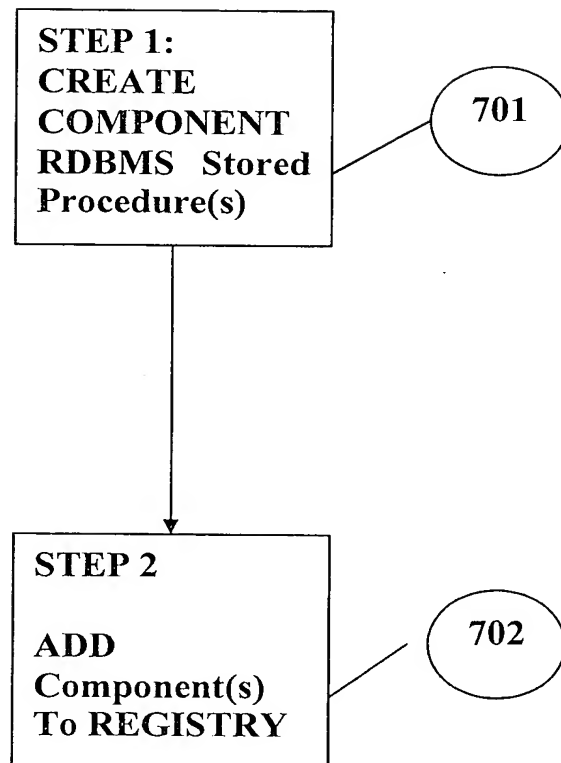 STEP 1:
CREATE
COMPONENT
RDBMS Stored
Procedure(s)
701
STEP 2
ADD
Component(s)
To REGISTRY
702